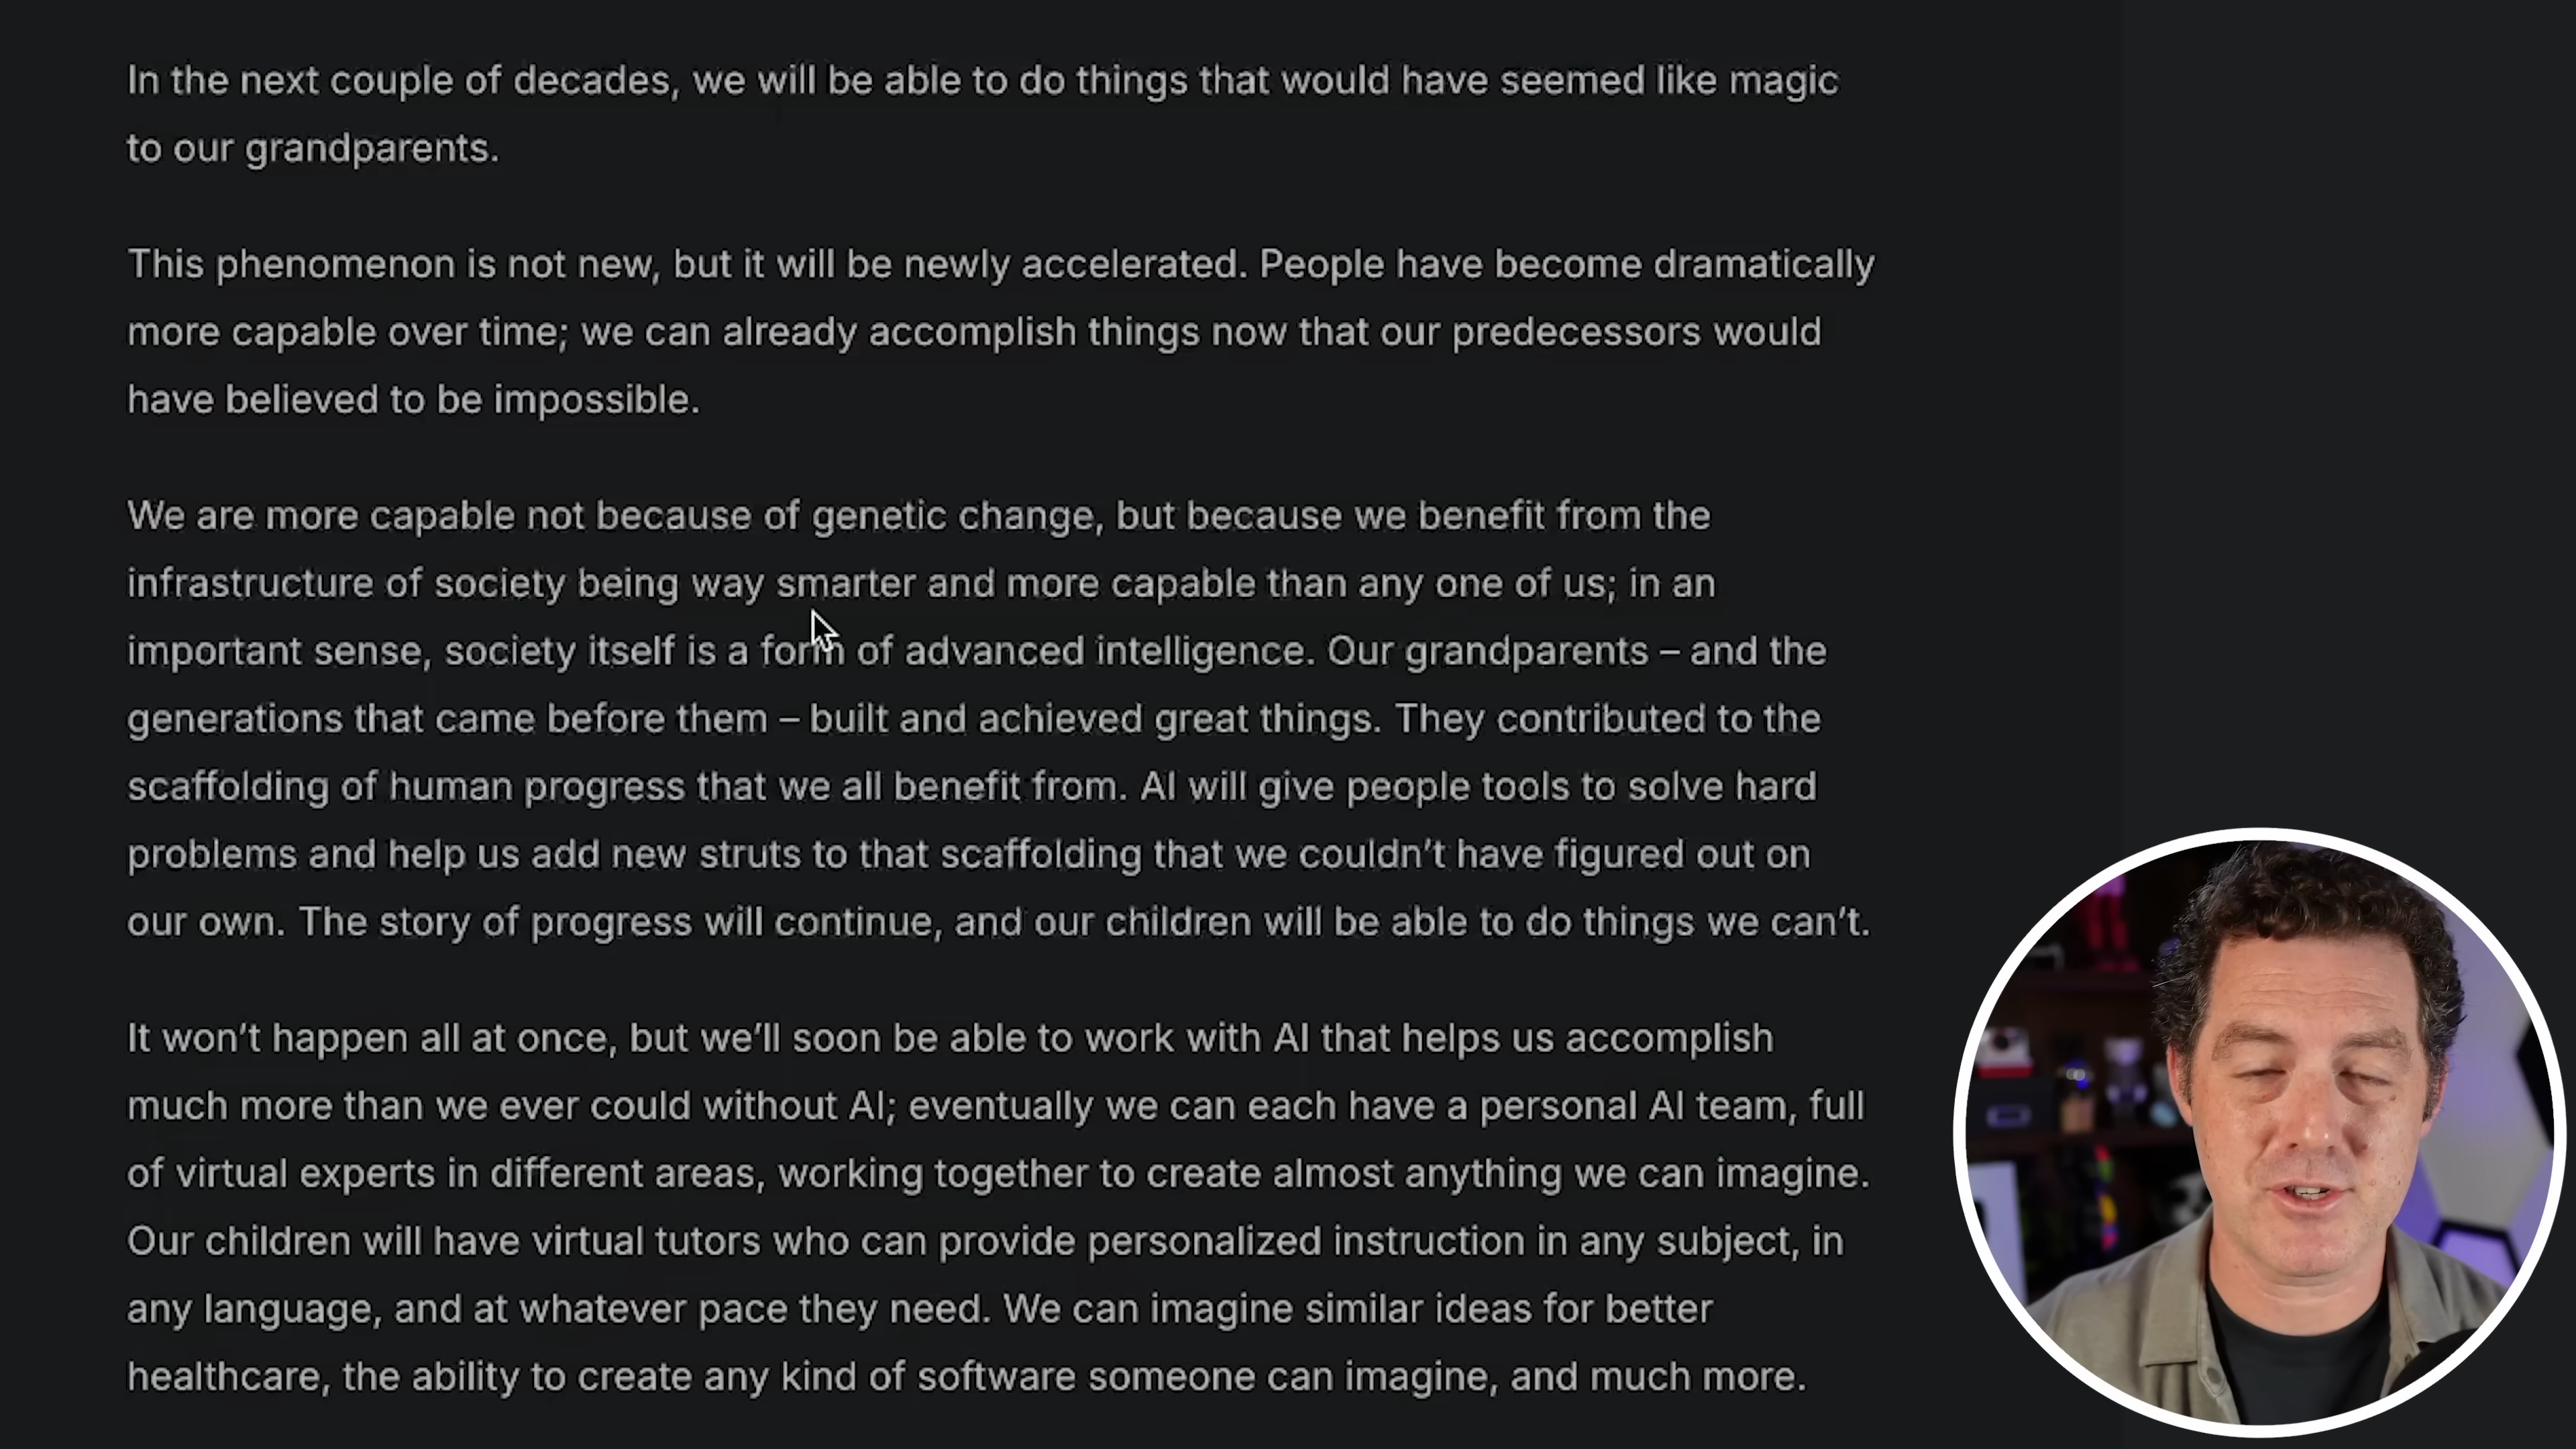 In the next couple of decades, we will be able to do things that would have seemed like magic
to our grandparents.
This phenomenon is not new, but it will be newly accelerated. People have become dramatically
more capable over time; we can already accomplish things now that our predecessors would
have believed to be impossible.
We are more capable not because of genetic change, but because we benefit from the
infrastructure of society being way smarter and more capable than any one of us; in an
important sense, society itself is a form of advanced intelligence. Our grandparents – and the
generations that came before them – built and achieved great things. They contributed to the
scaffolding of human progress that we all benefit from. AI will give people tools to solve hard
problems and help us add new struts to that scaffolding that we couldn’t have figured out on
our own. The story of progress will continue, and our children will be able to do things we can’t.
It won’t happen all at once, but we’ll soon be able to work with AI that helps us accomplish
much more than we ever could without AI; eventually we can each have a personal AI team, full
of virtual experts in different areas, working together to create almost anything we can imagine.
Our children will have virtual tutors who can provide personalized instruction in any subject, in
any language, and at whatever pace they need. We can imagine similar ideas for better
healthcare, the ability to create any kind of software someone can imagine, and much more.